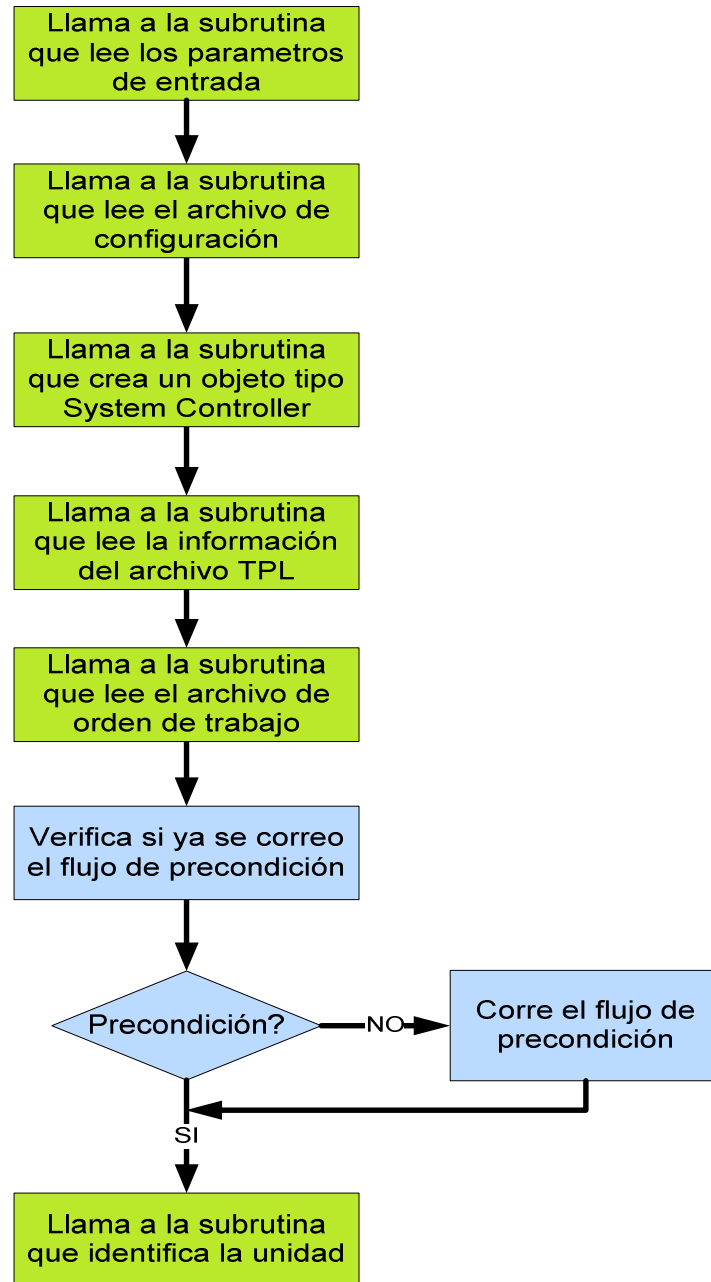 Llama a la subrutina
que lee los parametros
de entrada
Llama a la subrutina
que lee el archivo de
configuración
Llama a la subrutina
que crea un objeto tipo
System Controller
Llama a la subrutina
que lee la información
del archivo TPL
Llama a la subrutina
que lee el archivo de
orden de trabajo
Verifica si ya se correo
el flujo de precondición
Precondición?
NO
Corre el flujo de
precondición
SI
Llama a la subrutina
que identifica la unidad